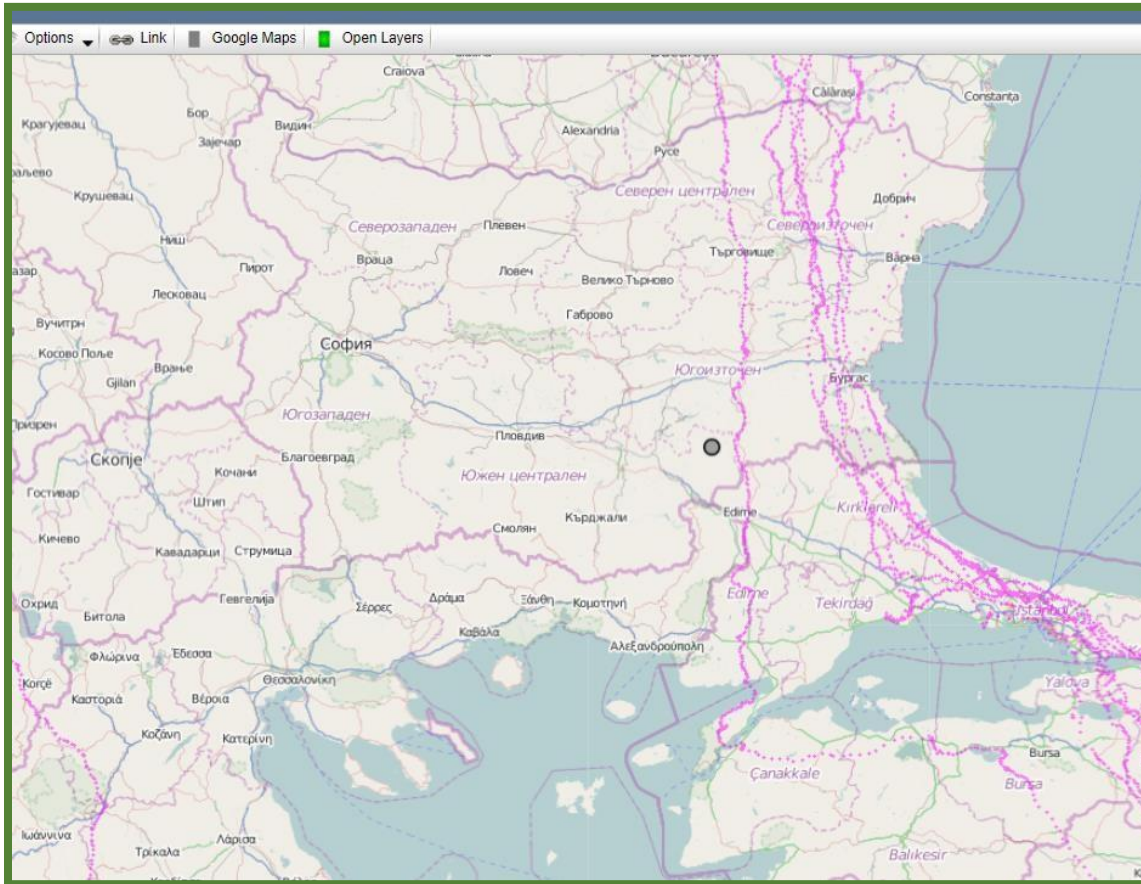 Options Link Google Maps Open Layers
Craiova
Călărași
Constanța
Бор
Видин
Крагујевац
Зајечар
Alexandria
Русе
Крушевац
Северен централен
Добрич
Северозападен
Плевен
Североизточен
Ниш
Враца
Търговище
Варна
Пирот
Ловеч
Велико Търново
Лесковац
Габрово
Вучитрн
София
Косово Поље
Врање
Gjilan
Югоизточен
Бургас
Призрен
Югозападен
Пловдив
Скопје
Благоевград
Кочани
Южен централен
Гостивар
Штип
Kırklareli
Edirne
Кърджали
Смолян
Кичево
Кавадарци
Струмица
Охрид
Гевгелија
Δράμα
Ξάνθη
Κομοτηνή
Edirne
Tekirdağ
Istanbul
Битола
Σέρρες
Καβάλα
Αλεξανδρούπολη
Φλώρινα
Έδεσσα
Korçë
Καστοριά
Βέροια
Θεσσαλονίκη
Yalova
Κοζάνη
Κατερίνη
Bursa
Çanakkale
Bursa
Ιωάννινα
Λάρισα
Τρίκαλα
Balıkesir